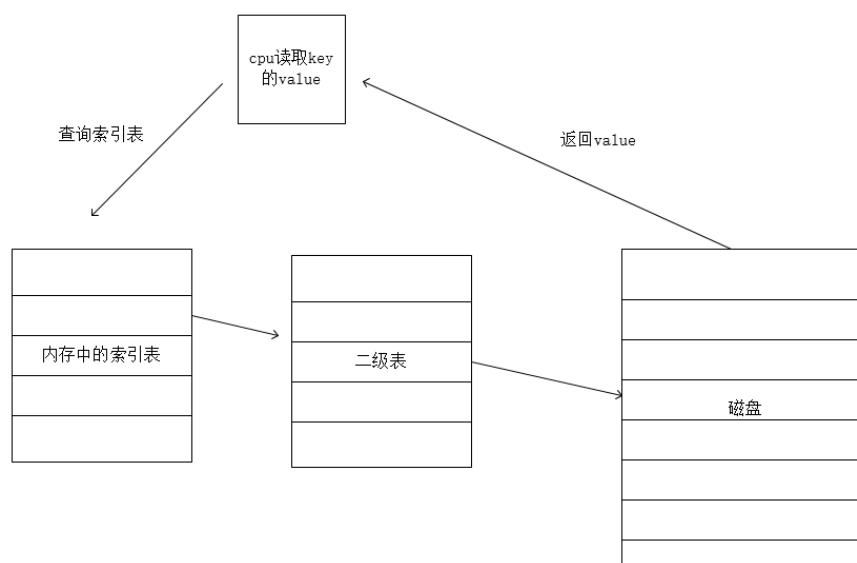 cpu读取key
的value
查询索引表
返回value
内存中的索引表
二级表
磁盘